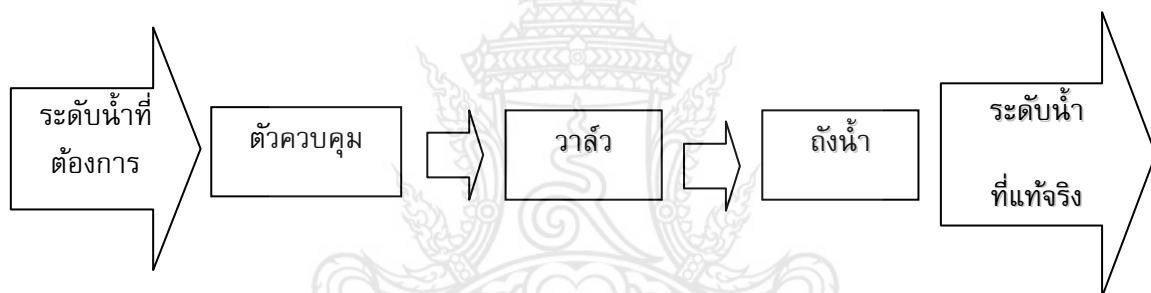 ระดับน้ำที่
ต้องการ
ตัวควบคุม
วาล์ว
ถังน้ำ
ระดับน้ำ
ที่แท้จริง